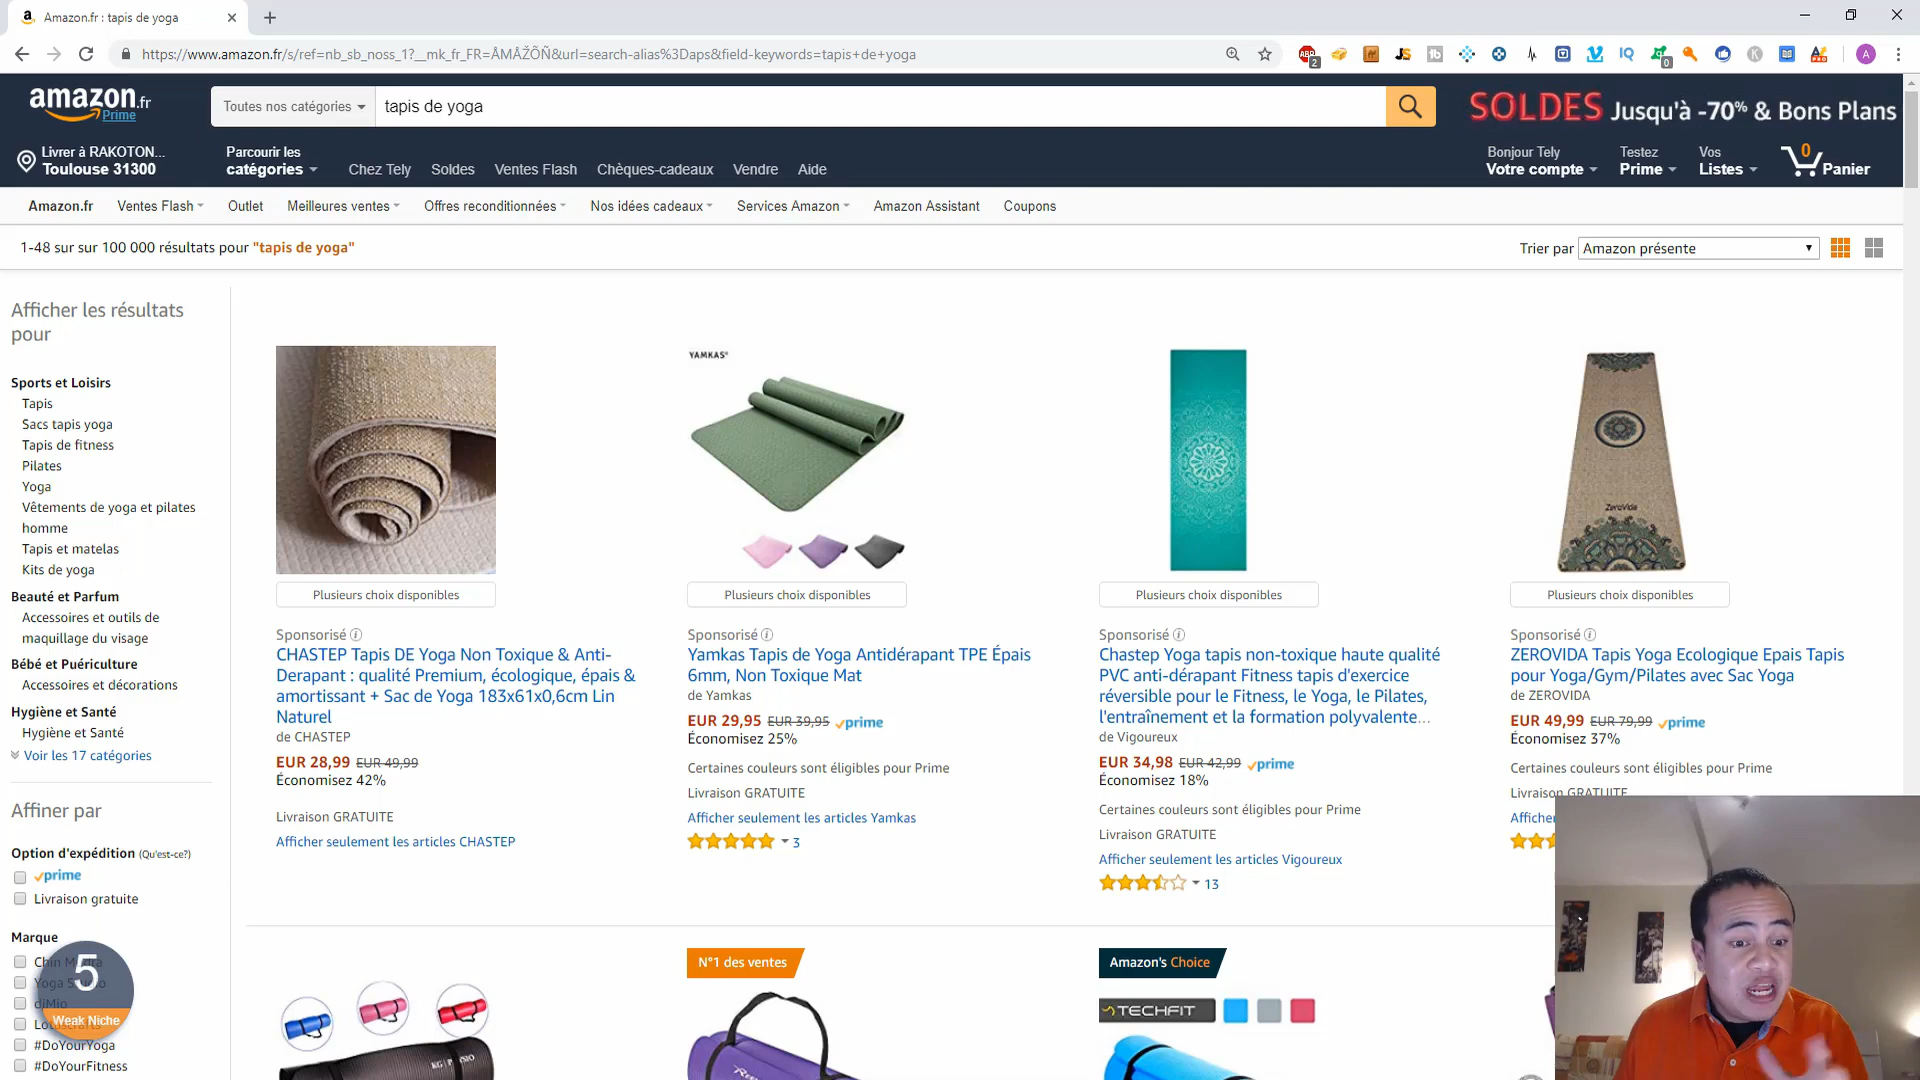 Amazon.fr : tapis de yoga
https://www.amazon.fr/s/ref=nb_sb_noss_1?__mk_fr_FR=ÅMÅŽÕÑ&url=search-alias%3Daps&field-keywords=tapis+de+yoga
amazon.fr
Prime
Toutes nos catégories
tapis de yoga
SOLDES Jusqu'à -70% & Bons Plans
Livrer à RAKOTON...
Toulouse 31300
Parcourir les
catégories
Chez Tely
Soldes
Ventes Flash
Chèques-cadeaux
Vendre
Aide
Bonjour Tely
Votre compte
Testez
Prime
Vos
Listes
0
Panier
Amazon.fr
Ventes Flash
Outlet
Meilleures ventes
Offres reconditionnées
Nos idées cadeaux
Services Amazon
Amazon Assistant
Coupons
1-48 sur sur 100 000 résultats pour "tapis de yoga"
Trier par
Amazon présente
Afficher les résultats
pour
Sports et Loisirs
Tapis
Sacs tapis yoga
Tapis de fitness
Pilates
Yoga
Vêtements de yoga et pilates
homme
Tapis et matelas
Kits de yoga
Beauté et Parfum
Accessoires et outils de
maquillage du visage
Bébé et Puériculture
Accessoires et décorations
Hygiène et Santé
Hygiène et Santé
Voir les 17 catégories
Affiner par
Option d'expédition (Qu'est-ce?)
prime
Livraison gratuite
Marque
#DoYourYoga
#DoYourFitness
5
Weak Niche
Plusieurs choix disponibles
Sponsorisé
CHASTEP Tapis DE Yoga Non Toxique & Anti-
Derapant : qualité Premium, écologique, épais &
amortissant + Sac de Yoga 183x61x0,6cm Lin
Naturel
de CHASTEP
EUR 28,99 EUR 49,99
Économisez 42%
Livraison GRATUITE
Afficher seulement les articles CHASTEP
YAMKAS
Plusieurs choix disponibles
Sponsorisé
Yamkas Tapis de Yoga Antidérapant TPE Épais
6mm, Non Toxique Mat
de Yamkas
EUR 29,95 EUR 39,95 prime
Économisez 25%
Certaines couleurs sont éligibles pour Prime
Livraison GRATUITE
Afficher seulement les articles Yamkas
3
Plusieurs choix disponibles
Sponsorisé
Chastep Yoga tapis non-toxique haute qualité
PVC anti-dérapant Fitness tapis d'exercice
réversible pour le Fitness, le Yoga, le Pilates,
l'entraînement et la formation polyvalente...
de Vigoureux
EUR 34,98 EUR 42,99 prime
Économisez 18%
Certaines couleurs sont éligibles pour Prime
Livraison GRATUITE
Afficher seulement les articles Vigoureux
13
ZeroVida
Plusieurs choix disponibles
Sponsorisé
ZEROVIDA Tapis Yoga Ecologique Epais Tapis
pour Yoga/Gym/Pilates avec Sac Yoga
de ZEROVIDA
EUR 49,99 EUR 79,99 prime
Économisez 37%
Certaines couleurs sont éligibles pour Prime
Livraison GRATUITE
N°1 des ventes
Amazon's Choice
TECHFIT